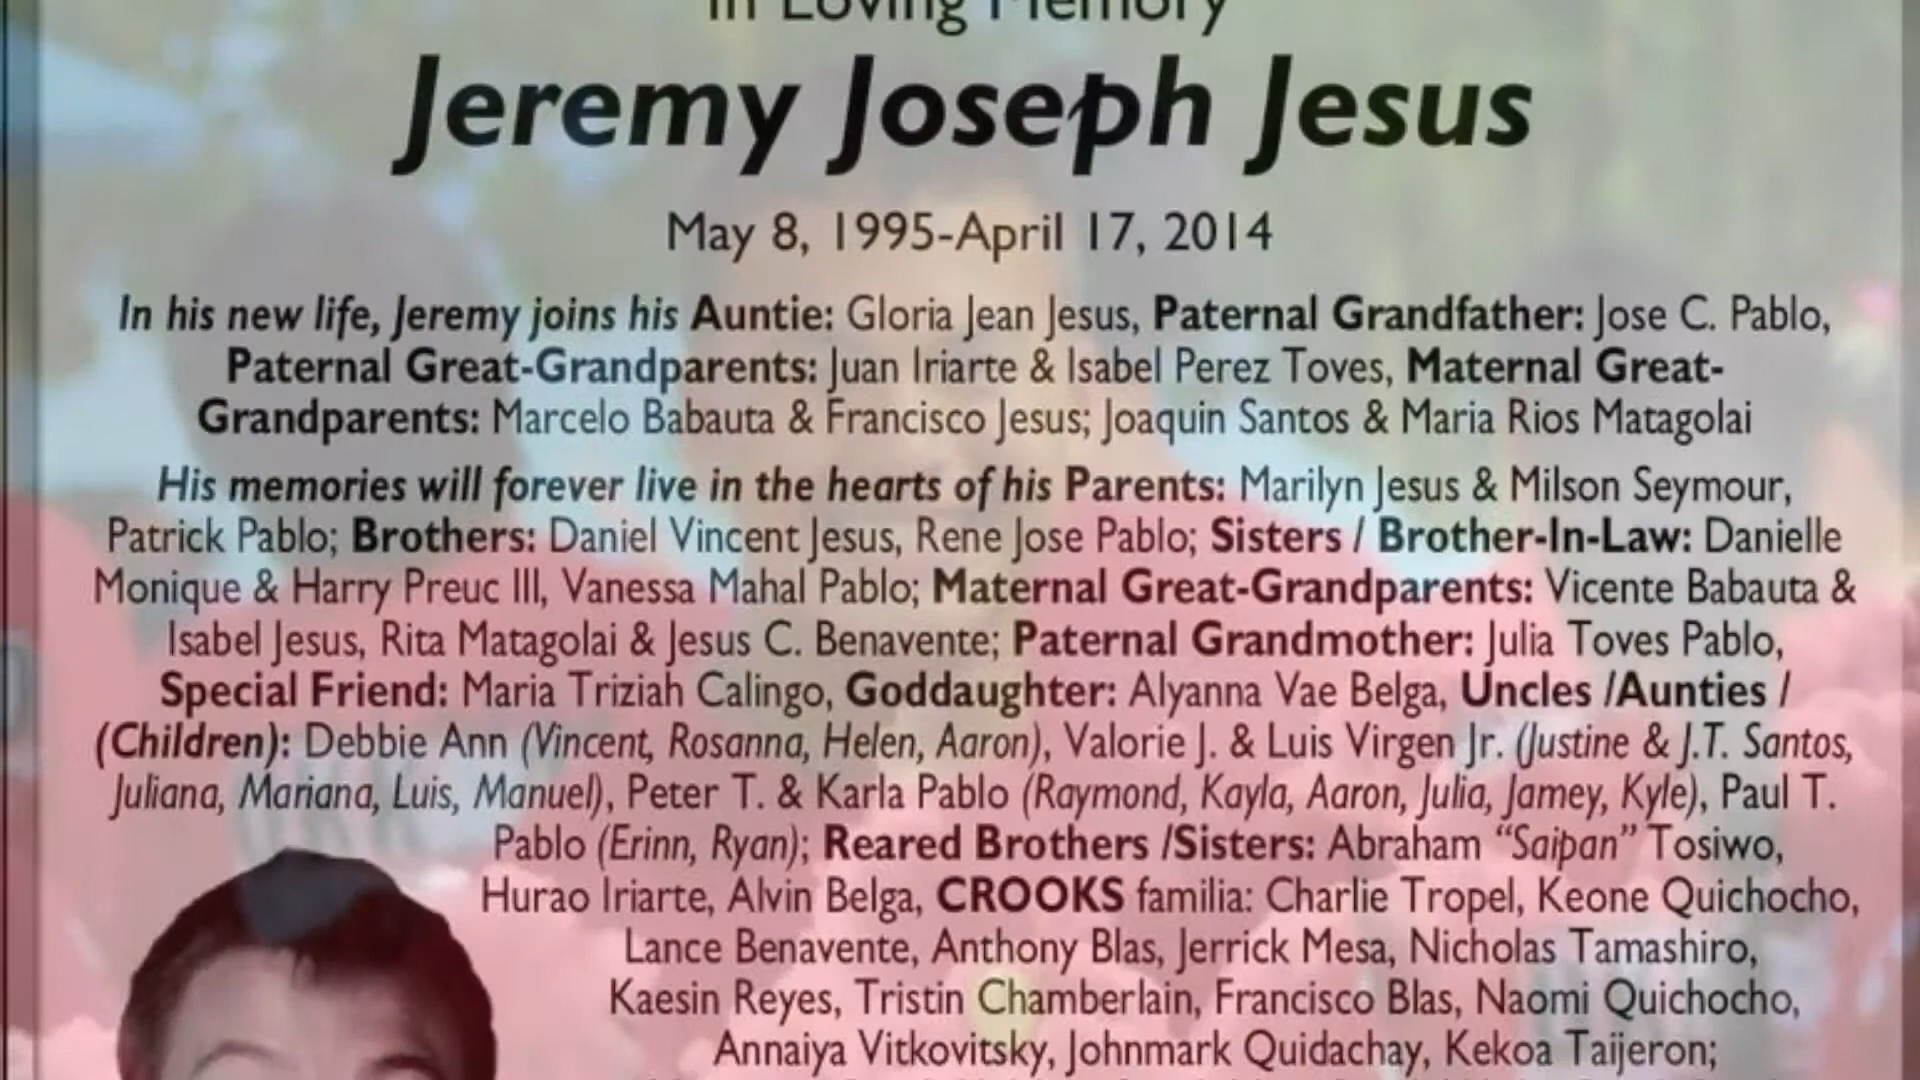 In Loving Memory
Jeremy Joseph Jesus
May 8, 1995-April 17, 2014
In his new life, Jeremy joins his Auntie: Gloria Jean Jesus, Paternal Grandfather: Jose C. Pablo,
Paternal Great-Grandparents: Juan Iriarte & Isabel Perez Toves, Maternal Great-
Grandparents: Marcelo Babauta & Francisco Jesus; Joaquin Santos & Maria Rios Matagolai
His memories will forever live in the hearts of his Parents: Marilyn Jesus & Milson Seymour,
Patrick Pablo; Brothers: Daniel Vincent Jesus, Rene Jose Pablo; Sisters / Brother-In-Law: Danielle
Monique & Harry Preuc III, Vanessa Mahal Pablo; Maternal Great-Grandparents: Vicente Babauta &
Isabel Jesus, Rita Matagolai & Jesus C. Benavente; Paternal Grandmother: Julia Toves Pablo,
Special Friend: Maria Triziah Calingo, Goddaughter: Alyanna Vae Belga, Uncles /Aunties /
(Children): Debbie Ann (Vincent, Rosanna, Helen, Aaron), Valorie J. & Luis Virgen Jr. (Justine & J.T. Santos,
Juliana, Mariana, Luis, Manuel), Peter T. & Karla Pablo (Raymond, Kayla, Aaron, Julia, Jamey, Kyle), Paul T.
Pablo (Erinn, Ryan); Reared Brothers /Sisters: Abraham “Saipan” Tosiwo,
Hurao Iriarte, Alvin Belga, CROOKS familia: Charlie Tropel, Keone Quichocho,
Lance Benavente, Anthony Blas, Jerrick Mesa, Nicholas Tamashiro,
Kaesin Reyes, Tristin Chamberlain, Francisco Blas, Naomi Quichocho,
Annaiya Vitkovitsky, Johnmark Quidachay, Kekoa Taijeron;